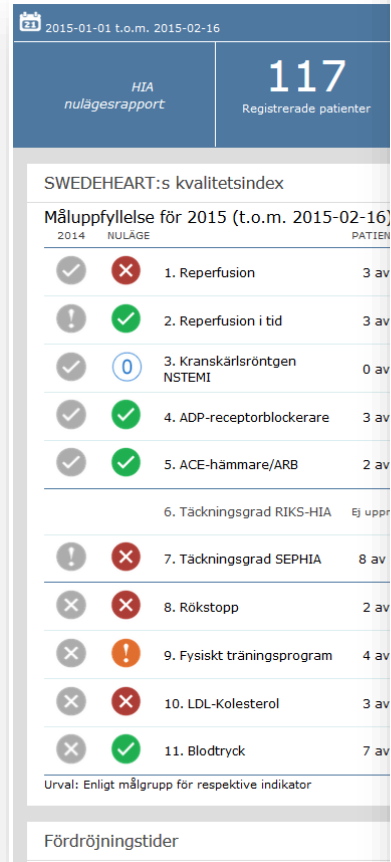 21 2015-01-01 t.o.m. 2015-02-16
HIA
nulägesrapport
117
Registrerade patienter
SWEDEHEART:s kvalitetsindex
Måluppfyllelse för 2015 (t.o.m. 2015-02-16)
2014 NULÄGE PATIEN
1. Reperfusion 3 av
2. Reperfusion i tid 3 av
0 3. Kranskärlsröntgen
NSTEMI 0 av
4. ADP-receptorblockerare 3 av
5. ACE-hämmare/ARB 2 av
6. Täckningsgrad RIKS-HIA Ej uppr
7. Täckningsgrad SEPHIA 8 av
8. Rökstopp 2 av
9. Fysiskt träningsprogram 4 av
10. LDL-Kolesterol 3 av
11. Blodtryck 7 av
Urval: Enligt målgrupp för respektive indikator
Fördröjningstider